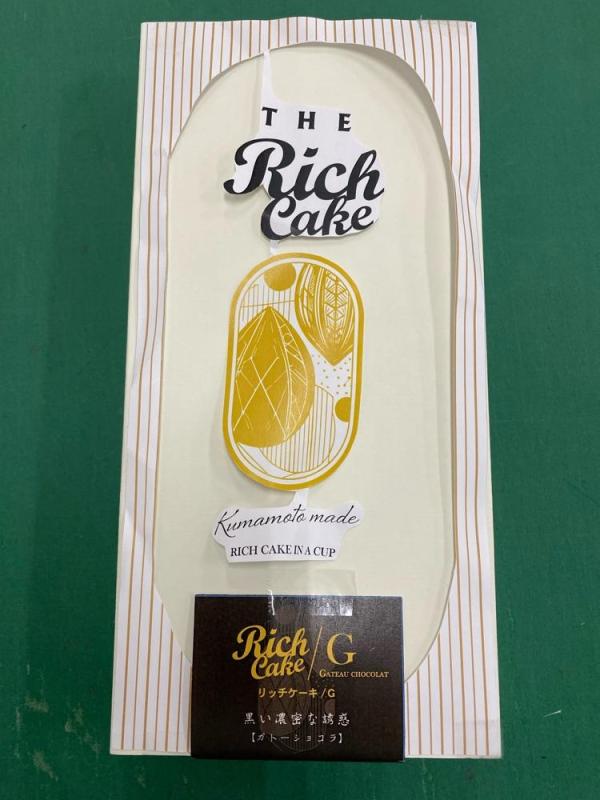 THE
Rich
Cake
Kumamoto made
RICH CAKE IN A CUP
Rich
Cake
/G
GATEAU CHOCOLAT
リッチケーキ/G
黒い濃密な誘惑
【ガトーショコラ】